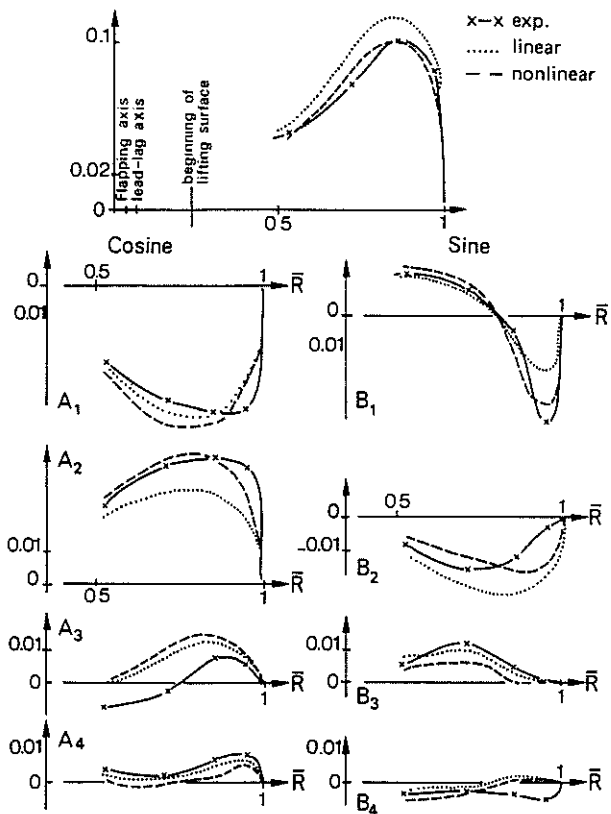 0.1
x—x exp.
........ linear
— — nonlinear
0.02
0
Flapping axis
lead-lag axis
beginning of lifting surface
0.5
1
Cosine
Sine
0
0.01
0.5
1
R̄
A1
0
0.01
1
R̄
B1
A2
0.01
0
0.5
1
R̄
0
-0.01
0.5
1
R̄
B2
A3
0.01
0
1
R̄
0.01
0
1
R̄
B3
A4
0.01
0
1
R̄
0.01
0
1
R̄
B4